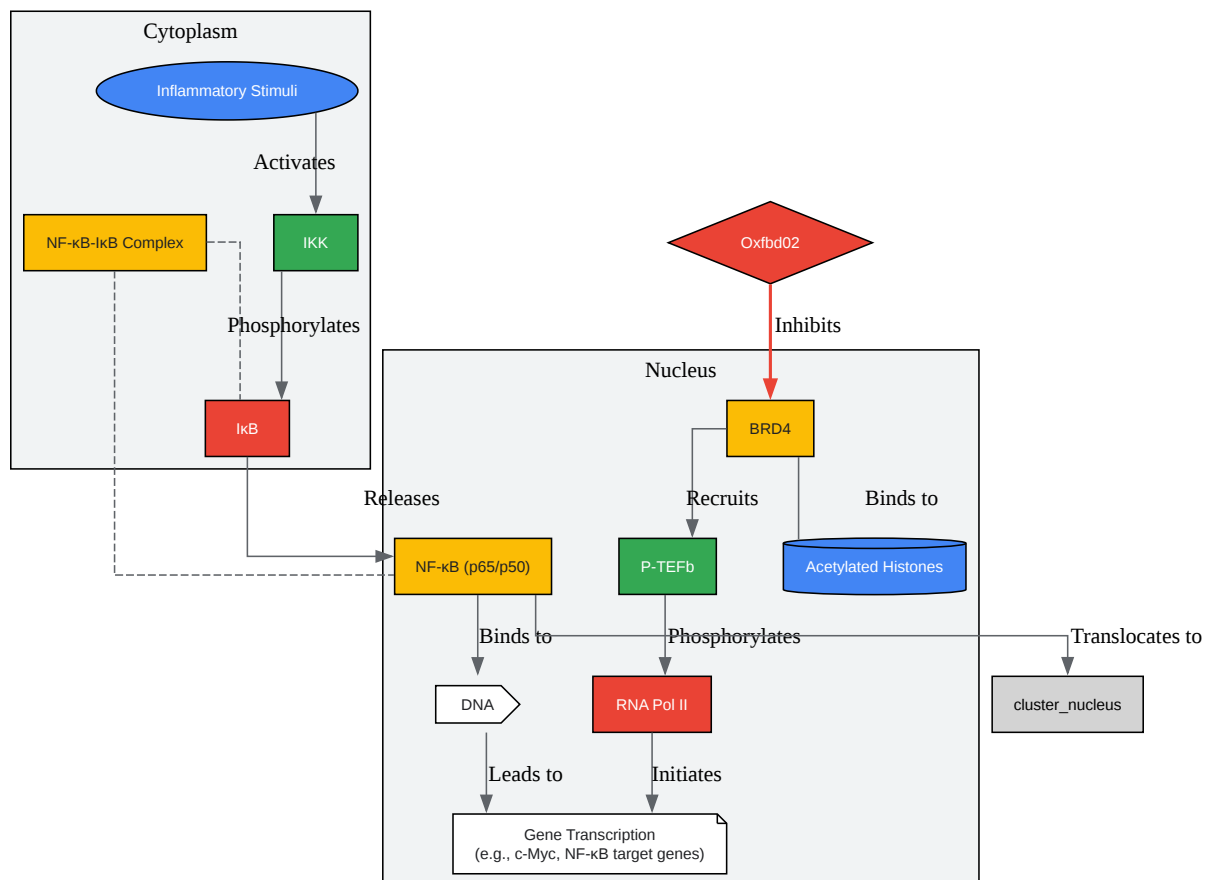 Cytoplasm
Inflammatory Stimuli
Activates
NF-κB-IκB Complex
IKK
Oxfbd02
Phosphorylates
Inhibits
Nucleus
IκB
BRD4
Releases
Recruits
Binds to
NF-κB (p65/p50)
P-TEFb
Acetylated Histones
Binds to
Phosphorylates
Translocates to
DNA
RNA Pol II
cluster_nucleus
Leads to
Initiates
Gene Transcription
(e.g., c-Myc, NF-κB target genes)